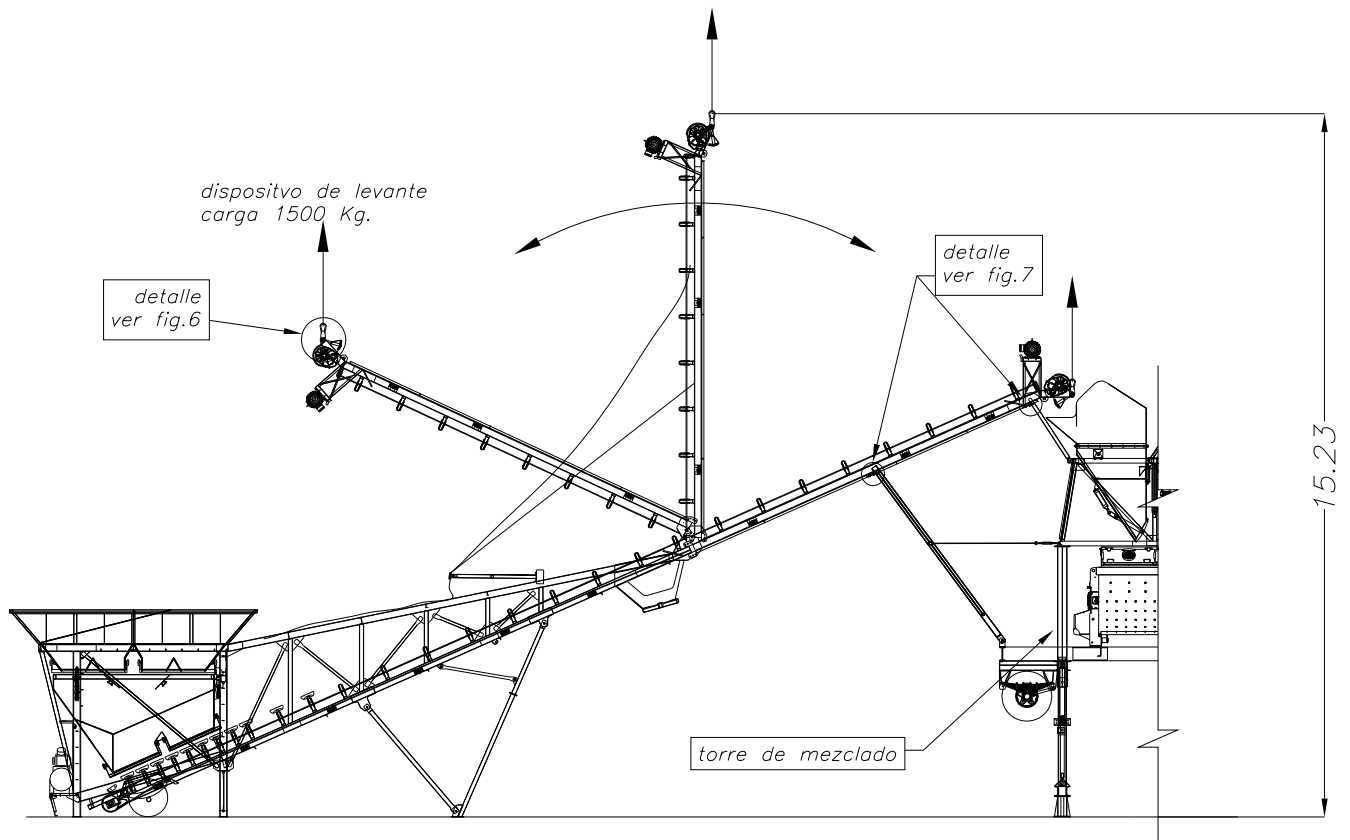 dispositvo de levante
carga 1500 Kg.
detalle
ver fig.6
detalle
ver fig.7
15.23
torre de mezclado